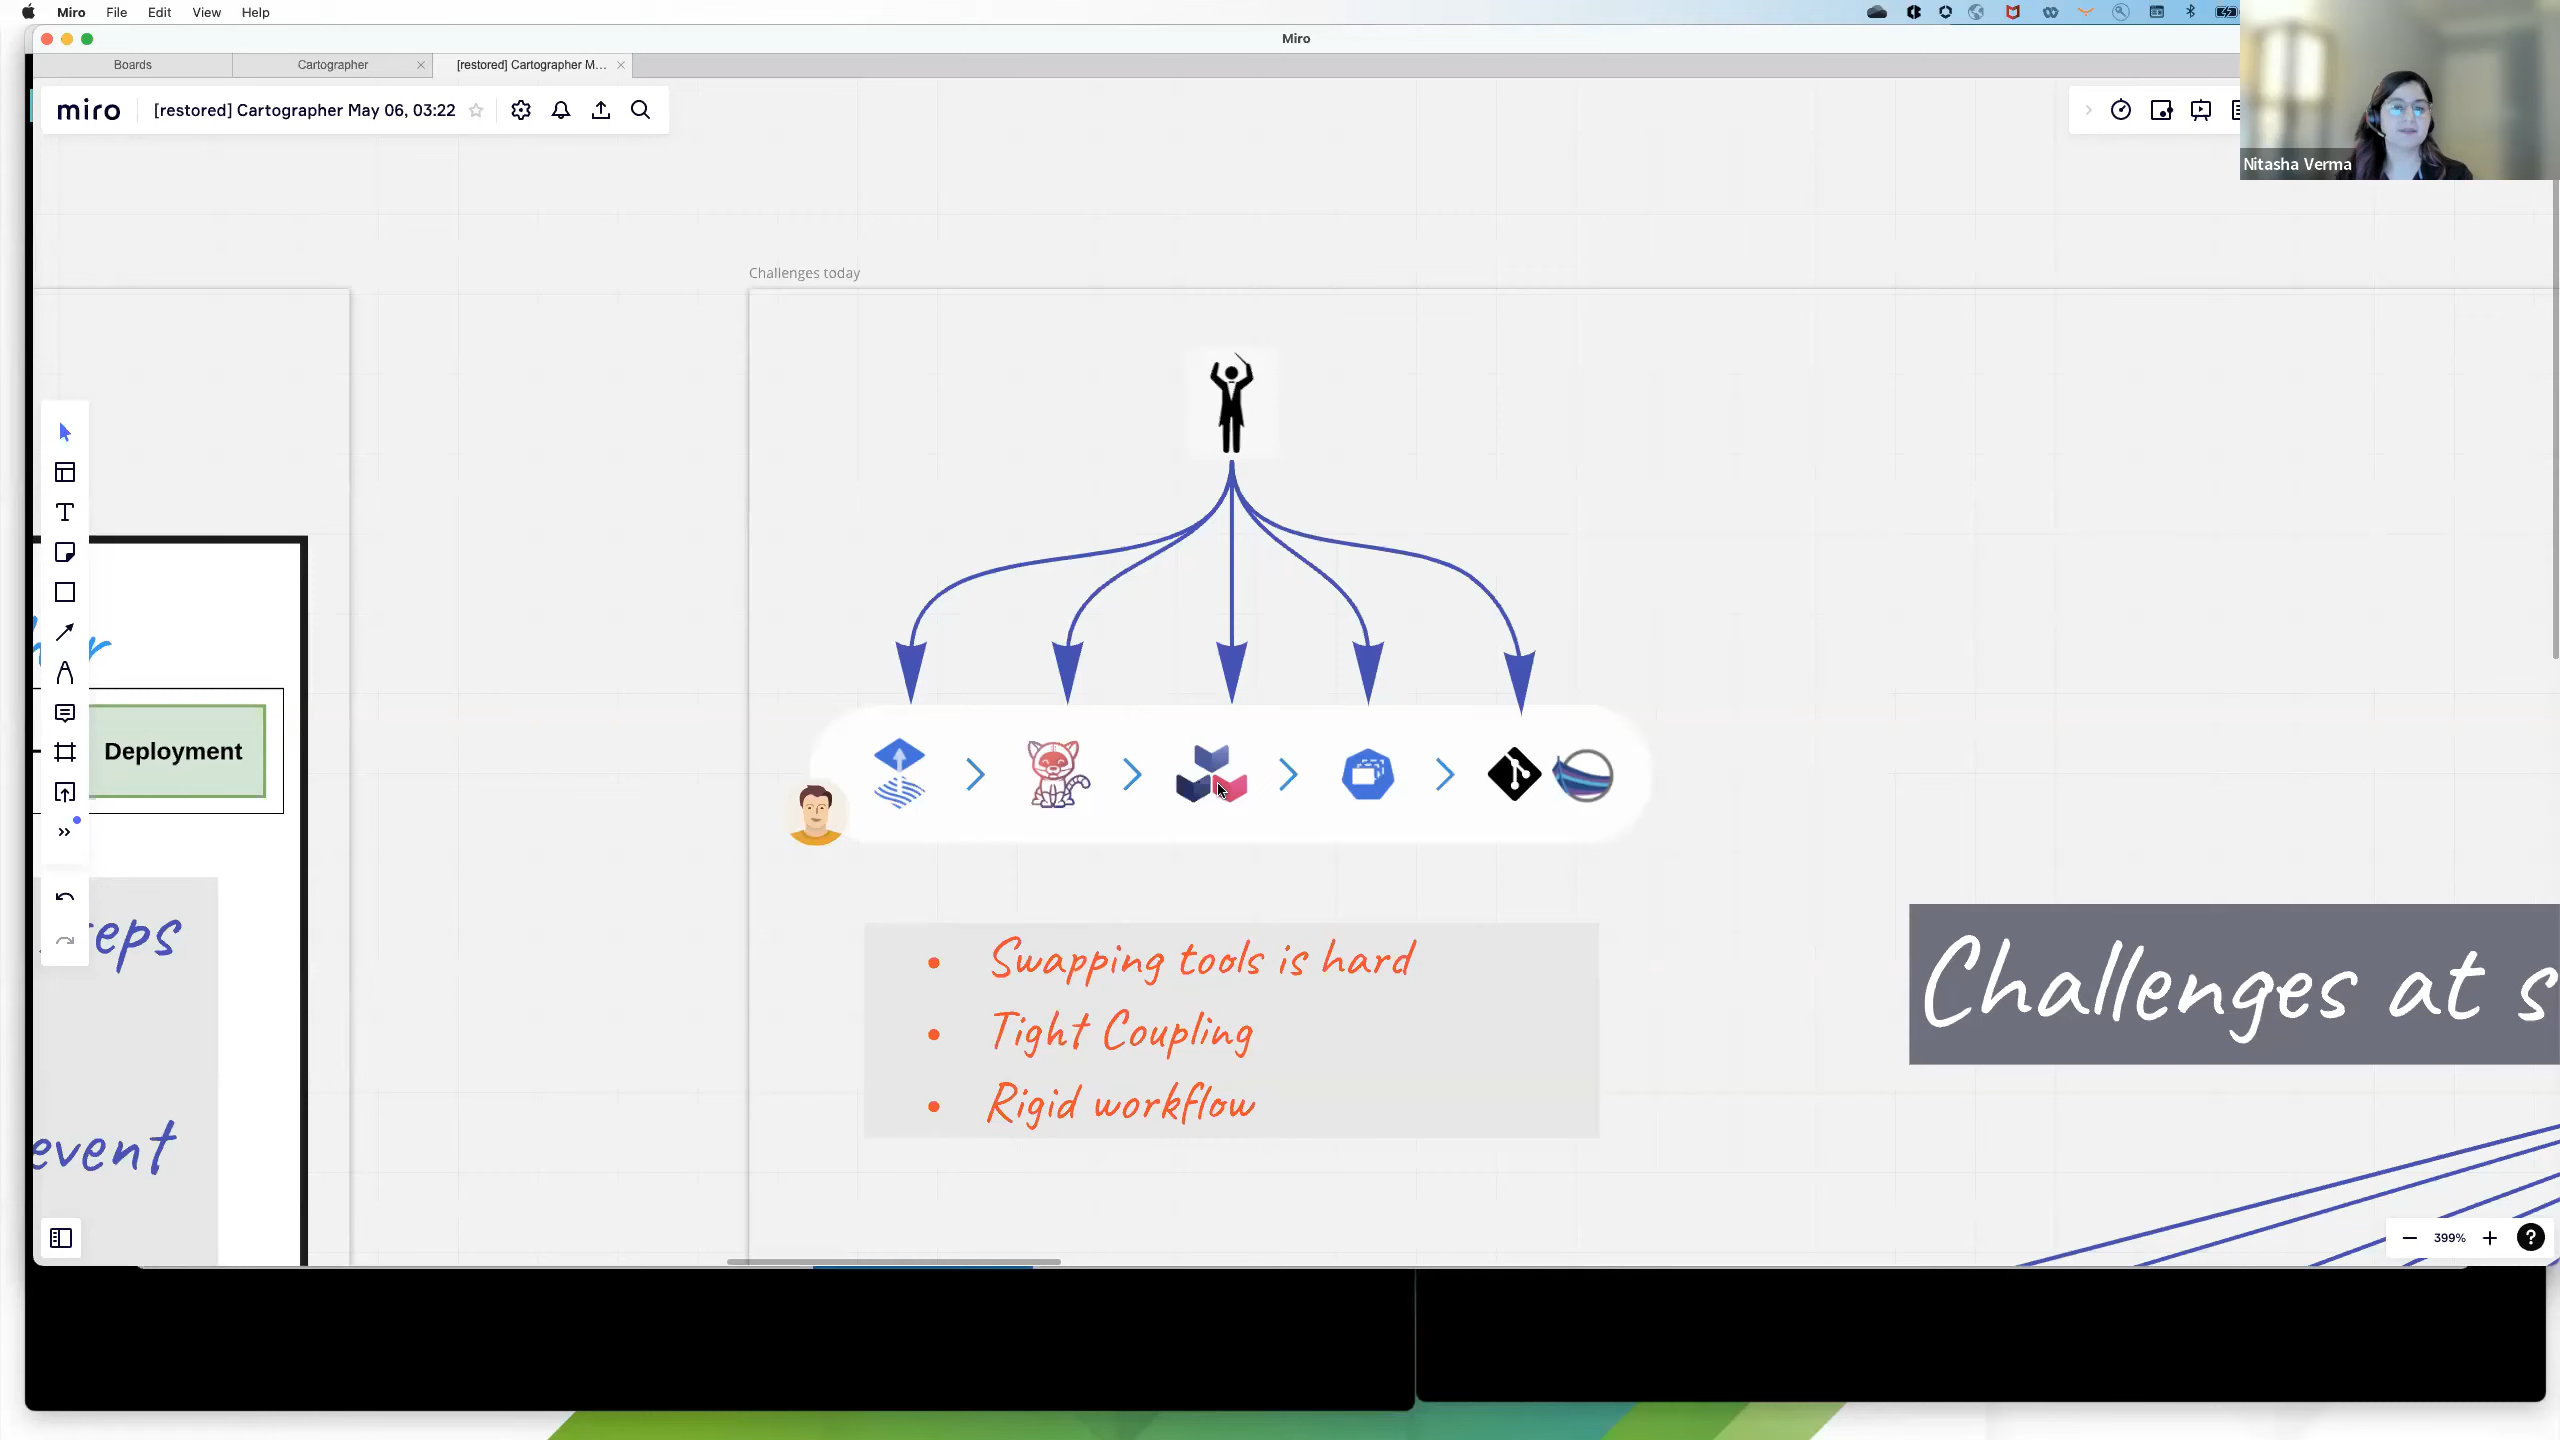 Miro File Edit View Help
Miro
Boards Cartographer [restored] Cartographer M...
miro [restored] Cartographer May 06, 03:22
Nitasha Verma
Challenges today
Deployment
eps
event
Swapping tools is hard
Tight Coupling
Rigid workflow
Challenges at s
399%